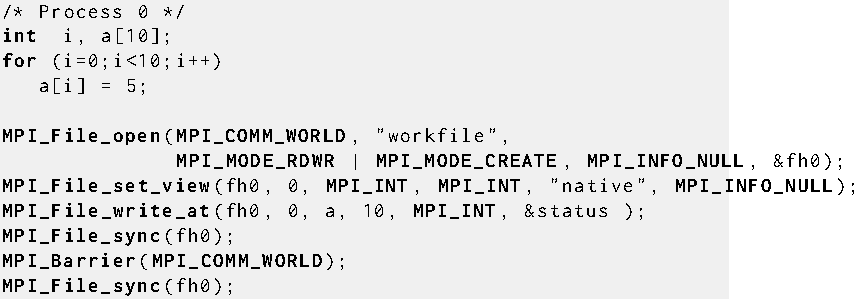 /* Process 0 */
int i, a[10];
for (i=0;i<10;i++)
a[i] = 5;
MPI_File_open(MPI_COMM_WORLD, "workfile",
MPI_MODE_RDWR | MPI_MODE_CREATE, MPI_INFO_NULL, &fh0);
MPI_File_set_view(fh0, 0, MPI_INT, MPI_INT, "native", MPI_INFO_NULL);
MPI_File_write_at(fh0, 0, a, 10, MPI_INT, &status );
MPI_File_sync(fh0);
MPI_Barrier(MPI_COMM_WORLD);
MPI_File_sync(fh0);